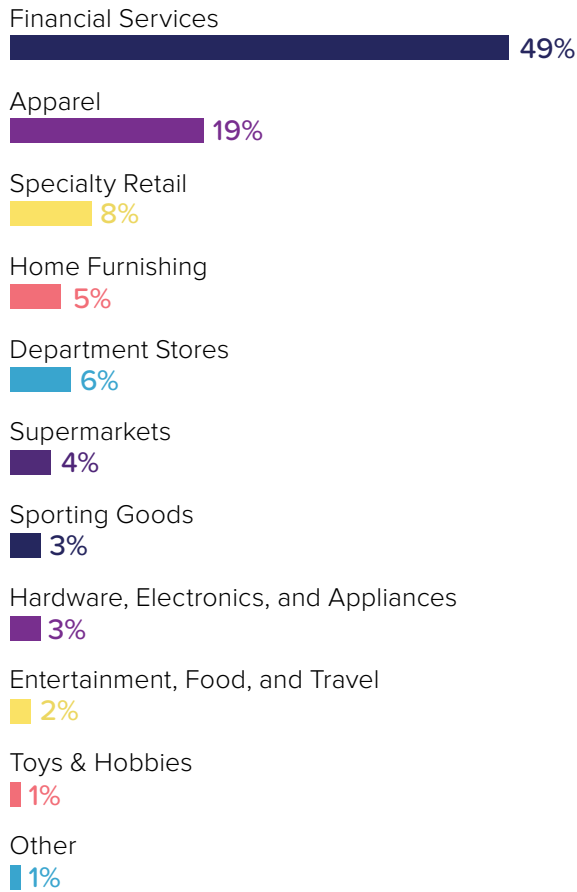 Financial Services
49%
Apparel
19%
Specialty Retail
8%
Home Furnishing
5%
Department Stores
6%
Supermarkets
4%
Sporting Goods
3%
Hardware, Electronics, and Appliances
3%
Entertainment, Food, and Travel
2%
Toys & Hobbies
1%
Other
1%